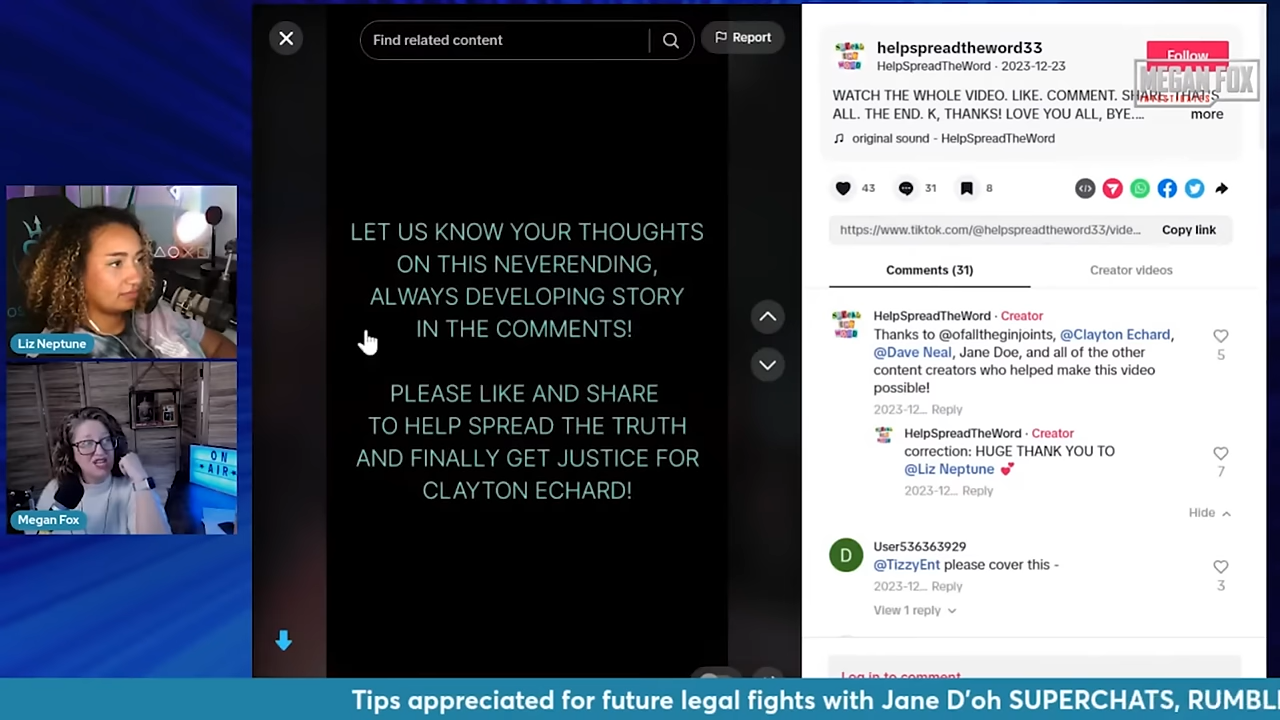 Find related content
Report
helpspreadtheword33
HelpSpreadTheWord · 2023-12-23
Follow
MEGAN FOX
INVESTIGATES
WATCH THE WHOLE VIDEO. LIKE. COMMENT. SHARE. THAT'S
ALL. THE END. K, THANKS! LOVE YOU ALL, BYE....
more
original sound - HelpSpreadTheWord
43
31
8
https://www.tiktok.com/@helpspreadtheword33/vide...
Copy link
Comments (31)
Creator videos
LET US KNOW YOUR THOUGHTS
ON THIS NEVERENDING,
ALWAYS DEVELOPING STORY
IN THE COMMENTS!
PLEASE LIKE AND SHARE
TO HELP SPREAD THE TRUTH
AND FINALLY GET JUSTICE FOR
CLAYTON ECHARD!
HelpSpreadTheWord · Creator
Thanks to @ofalltheginjoints, @Clayton Echard,
@Dave Neal, Jane Doe, and all of the other
content creators who helped make this video
possible!
5
2023-12... Reply
HelpSpreadTheWord · Creator
correction: HUGE THANK YOU TO
@Liz Neptune 💕
7
2023-12... Reply
Hide
D
User536363929
@TizzyEnt please cover this -
3
2023-12... Reply
View 1 reply
Log in to comment
Liz Neptune
ON
AIR
Megan Fox
Tips appreciated for future legal fights with Jane D'oh SUPERCHATS, RUMBL